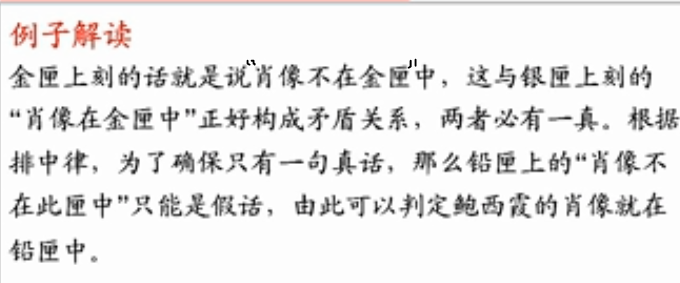 例子解读
金匣上刻的话就是说“肖像不在金匣”中，这与银匣上刻的
“肖像在金匣中”正好构成矛盾关系，两者必有一真。根据
排中律，为了确保只有一句真话，那么铅匣上的“肖像不
在此匣中”只能是假话，由此可以判定鲍西霞的肖像就在
铅匣中。